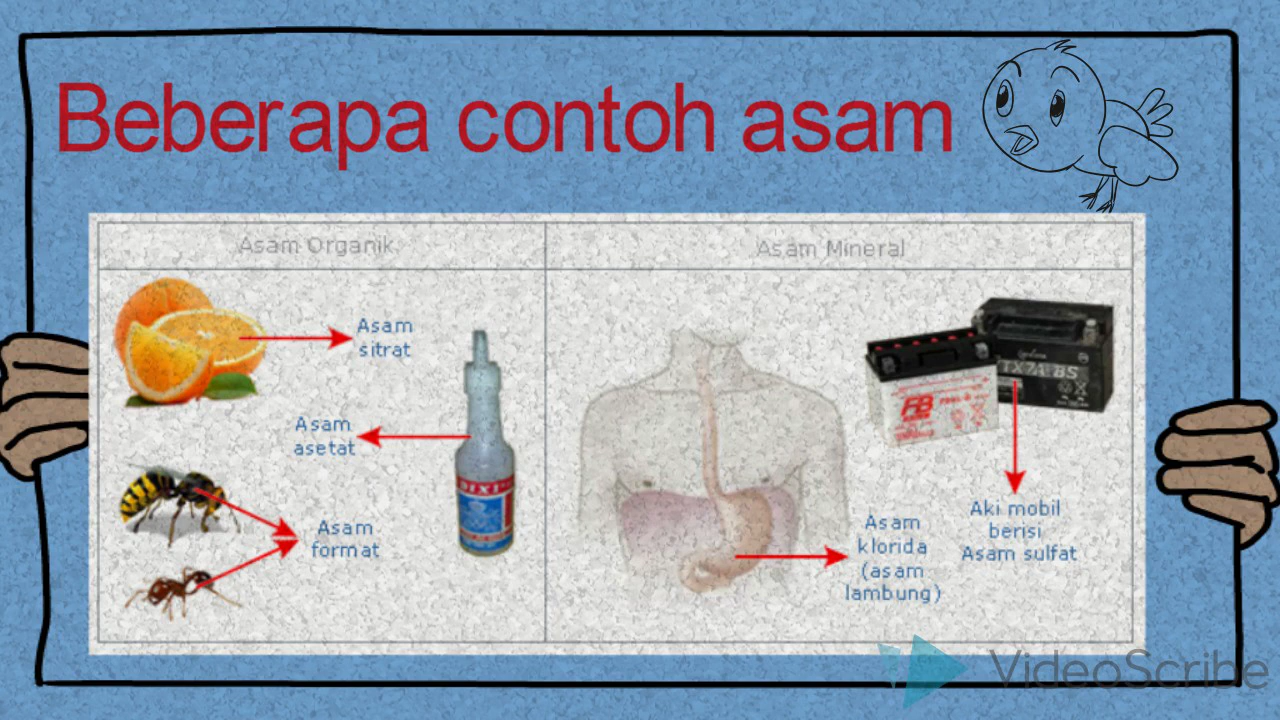 Beberapa contoh asam
Asam Organik
Asam Mineral
Asam
sitrat
Asam
asetat
DIXI
Asam
format
Asam
klorida
(asam
lambung)
FB
TX7A-BS
Aki mobil
berisi
Asam sulfat
VideoScribe